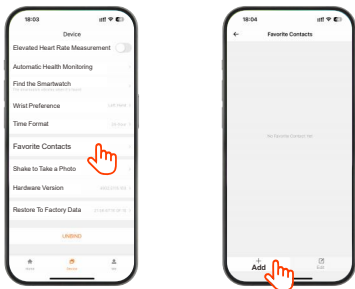 18:03
Device
Elevated Heart Rate Measurement
Automatic Health Monitoring
Find the Smartwatch
Wrist Preference
Time Format
Favorite Contacts
Shake to Take a Photo
Hardware Version
Restore To Factory Data
UNBIND
18:04
Favorite Contacts
No Favorite Contact Yet
Add
Edit